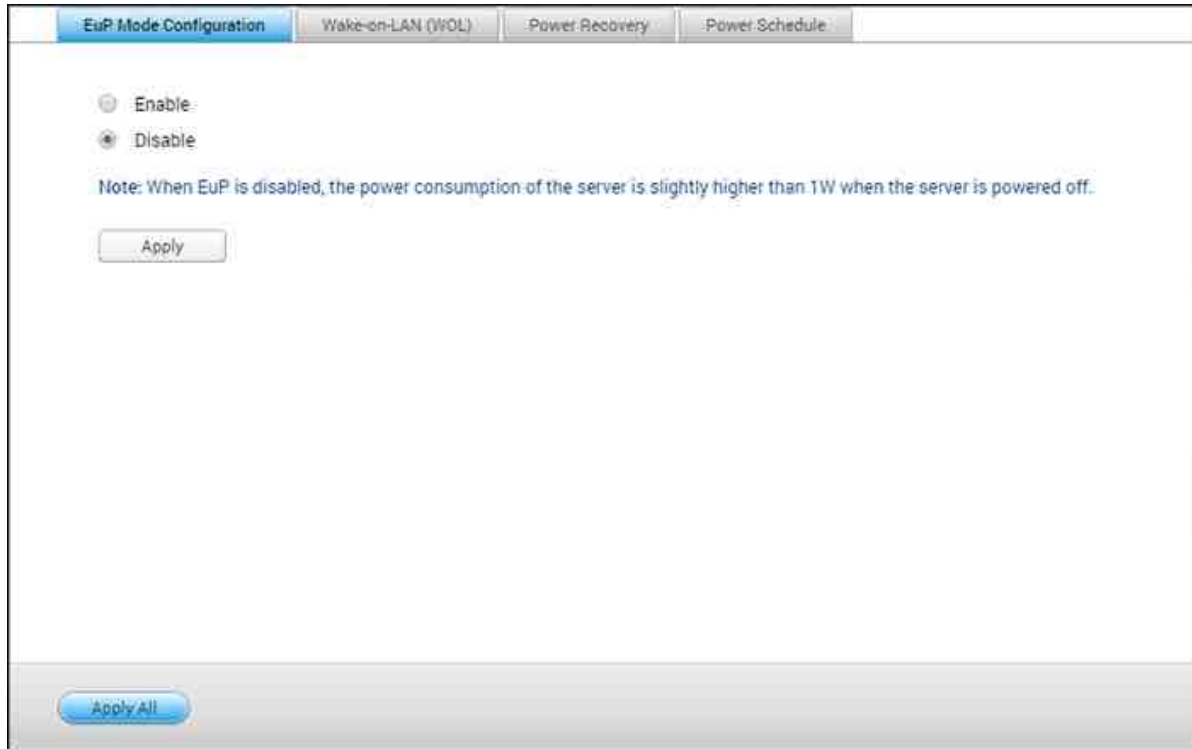 EuP Mode Configuration Wake-on-LAN (WOL) Power Recovery Power Schedule
Enable
Disable
Note: When EuP is disabled, the power consumption of the server is slightly higher than 1W when the server is powered off.
Apply
Apply All